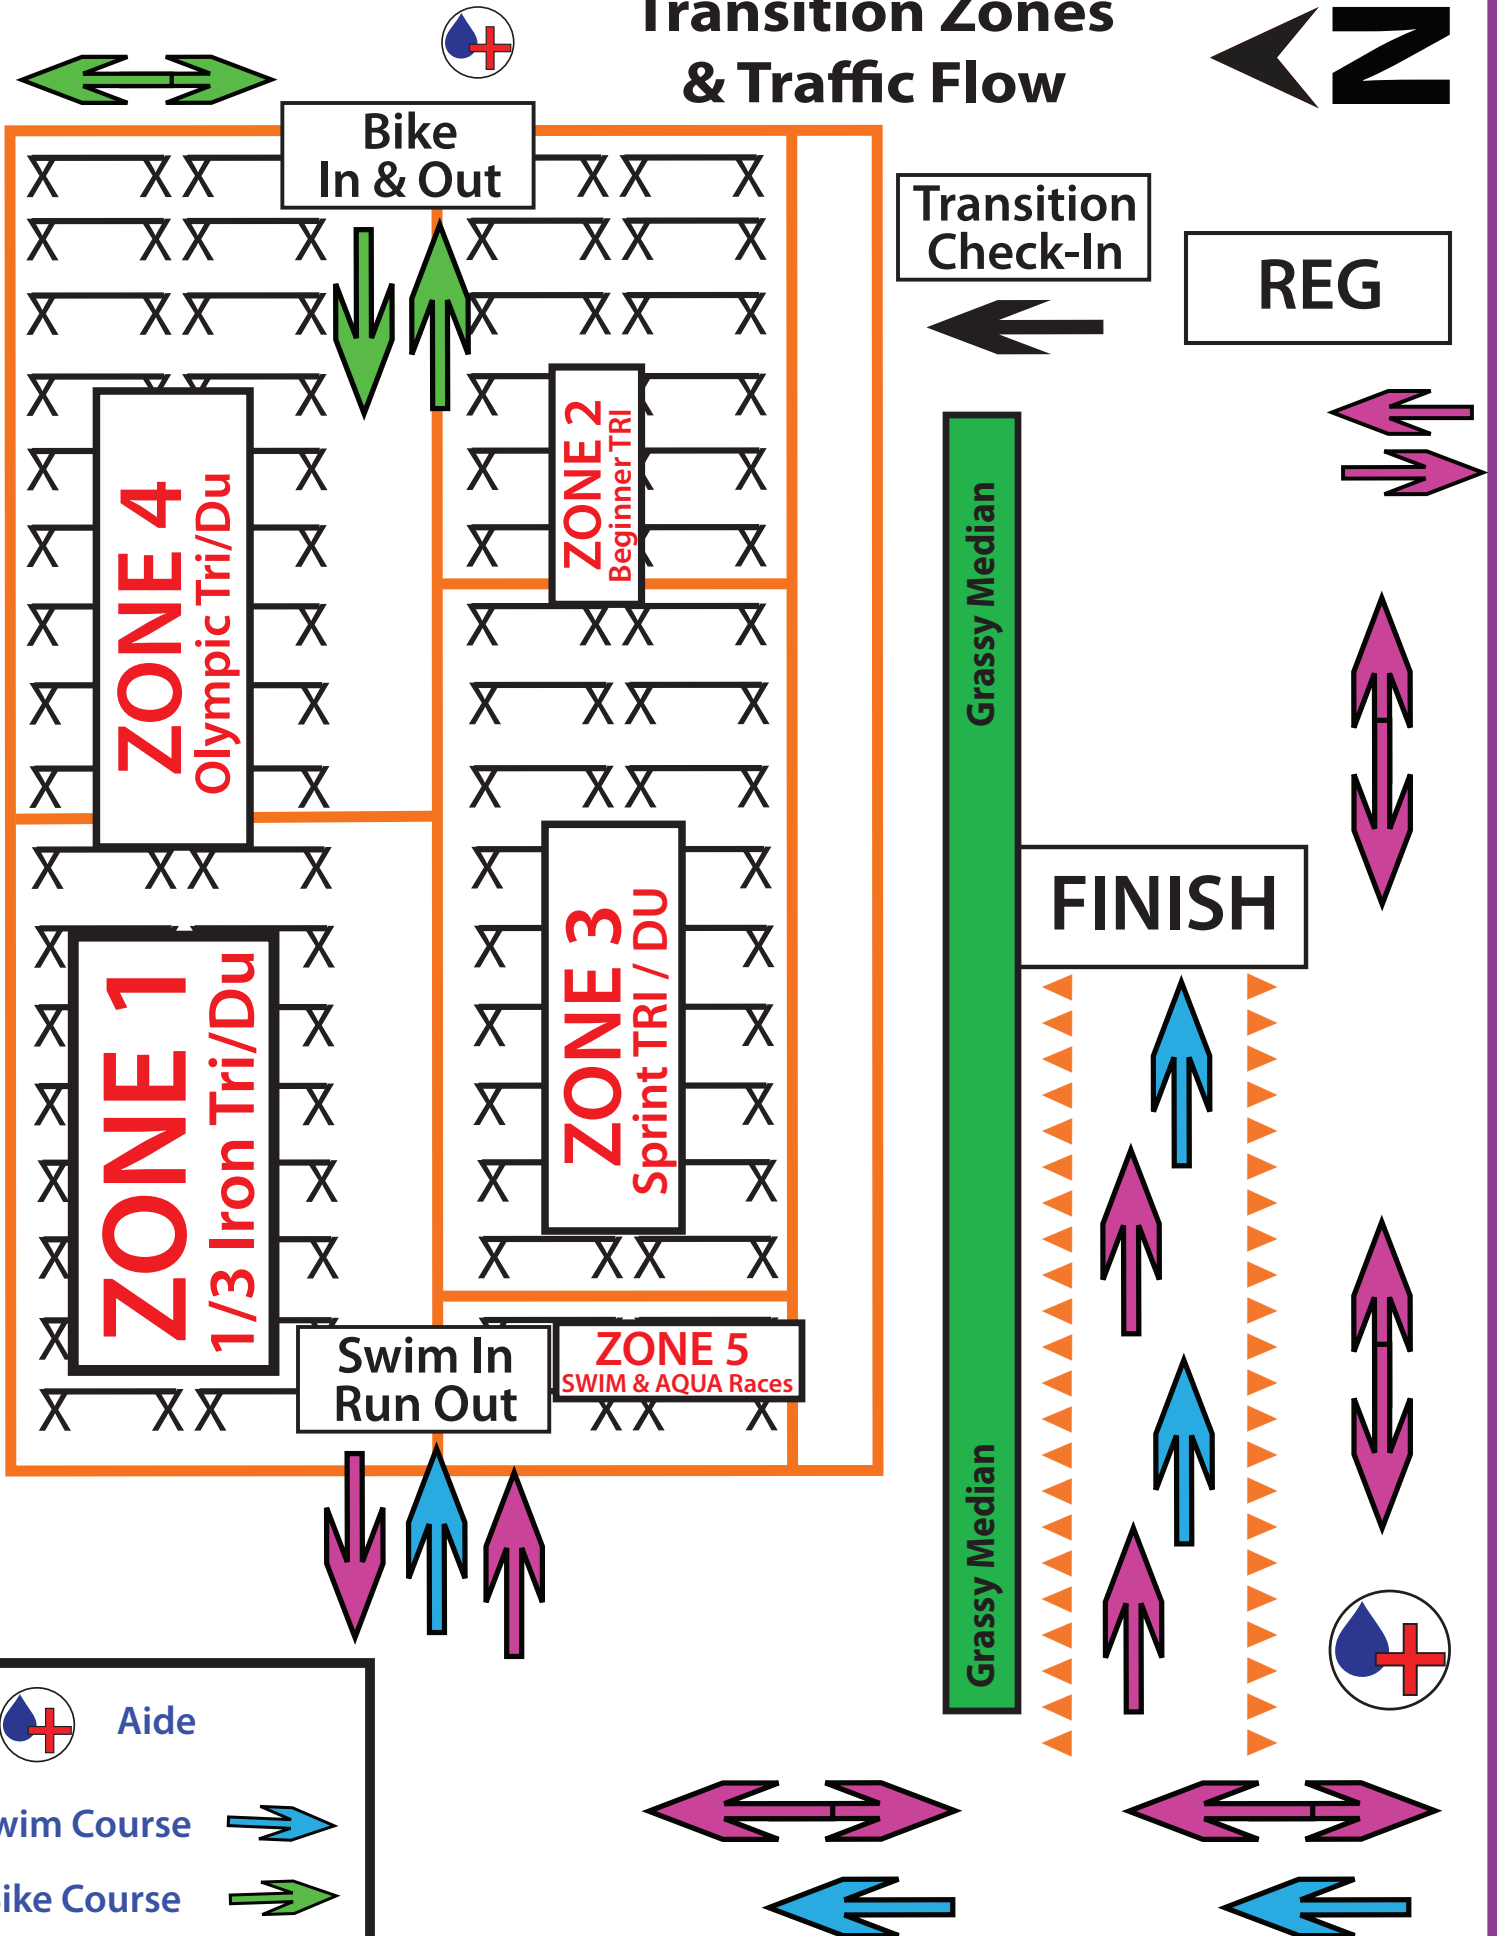 Transition Zones
& Traffic Flow
N
Bike
In & Out
Transition
Check-In
REG
ZONE 2
Beginner TRI
ZONE 4
Olympic Tri/Du
Grassy Median
FINISH
ZONE 3
Sprint TRI / DU
ZONE 1
1/3 Iron Tri/Du
Swim In
Run Out
ZONE 5
SWIM & AQUA Races
Grassy Median
Aide
wim Course
ike Course